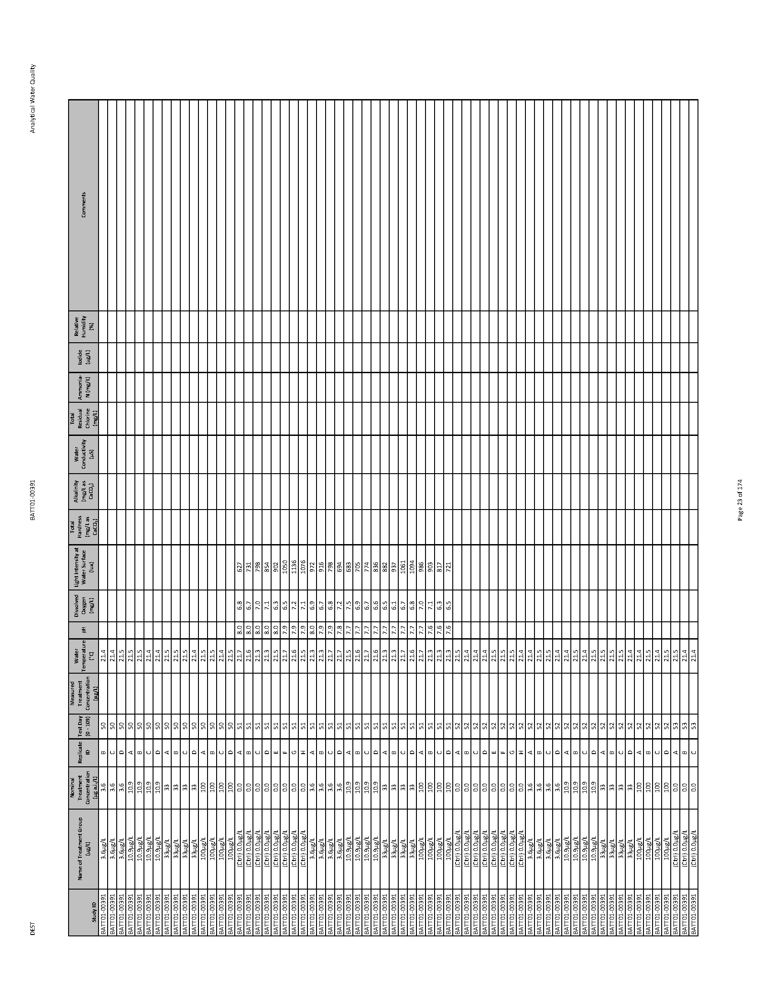 DEST BATT01-00391 Analytical Water Quality
Study ID Name of Treatment Group (µg/L) Nominal Treatment Concentration (µg a.i./L) Replicate ID Test Day (0 - 109) Measured Treatment Concentration (µg/L) Water Temperature (°C) pH Dissolved Oxygen (mg/L) Light Intensity at Water Surface (lux) Total Hardness (mg/L as CaCO₃) Alkalinity (mg/L as CaCO₃) Water Conductivity (µS) Total Residual Chlorine (mg/L) Ammonia-N (mg/L) Iodide (µg/L) Relative Humidity (%) Comments
BATT01-00391 3.6µg/L 3.6 B 50 21.4
BATT01-00391 3.6µg/L 3.6 C 50 21.4
BATT01-00391 3.6µg/L 3.6 D 50 21.5
BATT01-00391 10.9µg/L 10.9 A 50 21.5
BATT01-00391 10.9µg/L 10.9 B 50 21.5
BATT01-00391 10.9µg/L 10.9 C 50 21.4
BATT01-00391 10.9µg/L 10.9 D 50 21.4
BATT01-00391 33µg/L 33 A 50 21.5
BATT01-00391 33µg/L 33 B 50 21.5
BATT01-00391 33µg/L 33 C 50 21.5
BATT01-00391 33µg/L 33 D 50 21.4
BATT01-00391 100µg/L 100 A 50 21.5
BATT01-00391 100µg/L 100 B 50 21.5
BATT01-00391 100µg/L 100 C 50 21.4
BATT01-00391 100µg/L 100 D 50 21.5
BATT01-00391 (Ctrl) 0.0µg/L 0.0 A 51 21.7 8.0 6.8 627
BATT01-00391 (Ctrl) 0.0µg/L 0.0 B 51 21.6 8.0 6.7 731
BATT01-00391 (Ctrl) 0.0µg/L 0.0 C 51 21.3 8.0 7.0 798
BATT01-00391 (Ctrl) 0.0µg/L 0.0 D 51 21.3 8.0 7.1 854
BATT01-00391 (Ctrl) 0.0µg/L 0.0 E 51 21.5 8.0 6.3 902
BATT01-00391 (Ctrl) 0.0µg/L 0.0 F 51 21.7 7.9 6.5 1050
BATT01-00391 (Ctrl) 0.0µg/L 0.0 G 51 21.6 7.9 7.2 1136
BATT01-00391 (Ctrl) 0.0µg/L 0.0 H 51 21.5 7.9 7.1 1076
BATT01-00391 3.6µg/L 3.6 A 51 21.3 8.0 6.9 972
BATT01-00391 3.6µg/L 3.6 B 51 21.3 7.9 6.7 916
BATT01-00391 3.6µg/L 3.6 C 51 21.7 7.9 6.8 798
BATT01-00391 3.6µg/L 3.6 D 51 21.7 7.8 7.2 694
BATT01-00391 10.9µg/L 10.9 A 51 21.5 7.7 7.5 683
BATT01-00391 10.9µg/L 10.9 B 51 21.6 7.7 6.9 705
BATT01-00391 10.9µg/L 10.9 C 51 21.7 7.7 6.7 774
BATT01-00391 10.9µg/L 10.9 D 51 21.6 7.7 6.6 836
BATT01-00391 33µg/L 33 A 51 21.3 7.7 6.5 882
BATT01-00391 33µg/L 33 B 51 21.3 7.7 6.1 937
BATT01-00391 33µg/L 33 C 51 21.7 7.7 6.7 1061
BATT01-00391 33µg/L 33 D 51 21.6 7.7 6.8 1094
BATT01-00391 100µg/L 100 A 51 21.7 7.7 7.0 986
BATT01-00391 100µg/L 100 B 51 21.3 7.6 7.1 903
BATT01-00391 100µg/L 100 C 51 21.3 7.6 6.3 817
BATT01-00391 100µg/L 100 D 51 21.3 7.6 6.5 721
BATT01-00391 (Ctrl) 0.0µg/L 0.0 A 52 21.5
BATT01-00391 (Ctrl) 0.0µg/L 0.0 B 52 21.4
BATT01-00391 (Ctrl) 0.0µg/L 0.0 C 52 21.4
BATT01-00391 (Ctrl) 0.0µg/L 0.0 D 52 21.4
BATT01-00391 (Ctrl) 0.0µg/L 0.0 E 52 21.5
BATT01-00391 (Ctrl) 0.0µg/L 0.0 F 52 21.5
BATT01-00391 (Ctrl) 0.0µg/L 0.0 G 52 21.5
BATT01-00391 (Ctrl) 0.0µg/L 0.0 H 52 21.4
BATT01-00391 3.6µg/L 3.6 A 52 21.4
BATT01-00391 3.6µg/L 3.6 B 52 21.5
BATT01-00391 3.6µg/L 3.6 C 52 21.5
BATT01-00391 3.6µg/L 3.6 D 52 21.4
BATT01-00391 10.9µg/L 10.9 A 52 21.4
BATT01-00391 10.9µg/L 10.9 B 52 21.5
BATT01-00391 10.9µg/L 10.9 C 52 21.4
BATT01-00391 10.9µg/L 10.9 D 52 21.5
BATT01-00391 33µg/L 33 A 52 21.5
BATT01-00391 33µg/L 33 B 52 21.5
BATT01-00391 33µg/L 33 C 52 21.5
BATT01-00391 33µg/L 33 D 52 21.4
BATT01-00391 100µg/L 100 A 52 21.4
BATT01-00391 100µg/L 100 B 52 21.5
BATT01-00391 100µg/L 100 C 52 21.4
BATT01-00391 100µg/L 100 D 52 21.5
BATT01-00391 (Ctrl) 0.0µg/L 0.0 A 53 21.5
BATT01-00391 (Ctrl) 0.0µg/L 0.0 B 53 21.4
BATT01-00391 (Ctrl) 0.0µg/L 0.0 C 53 21.4
Page 23 of 174